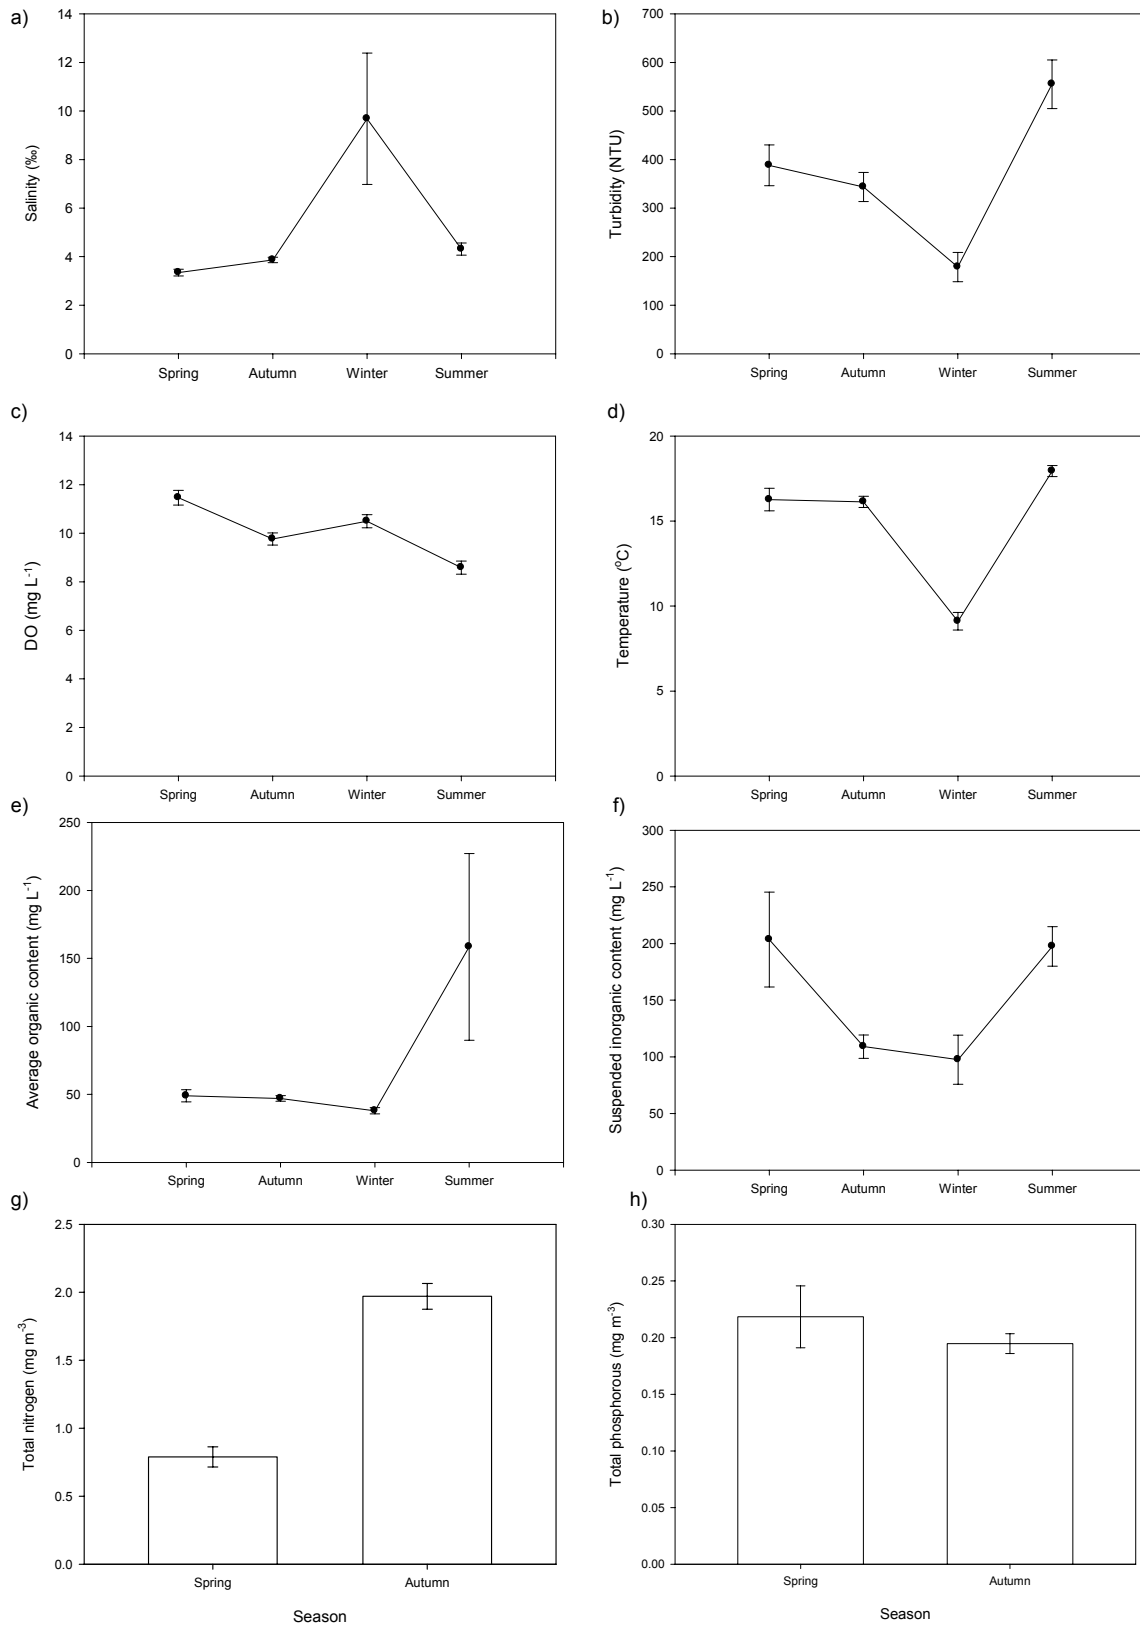 a)
14
12
10
8
6
4
2
0
Salinity (‰)
Spring Autumn Winter Summer
b)
700
600
500
400
300
200
100
0
Turbidity (NTU)
Spring Autumn Winter Summer
c)
14
12
10
8
6
4
2
0
DO (mg L⁻¹)
Spring Autumn Winter Summer
d)
20
15
10
5
0
Temperature (⁰C)
Spring Autumn Winter Summer
e)
250
200
150
100
50
0
Average organic content (mg L⁻¹)
Spring Autumn Winter Summer
f)
300
250
200
150
100
50
0
Suspended inorganic content (mg L⁻¹)
Spring Autumn Winter Summer
g)
2.5
2.0
1.5
1.0
0.5
0.0
Total nitrogen (mg m⁻³)
Spring Autumn
Season
h)
0.30
0.25
0.20
0.15
0.10
0.05
0.00
Total phosphorous (mg m⁻³)
Spring Autumn
Season